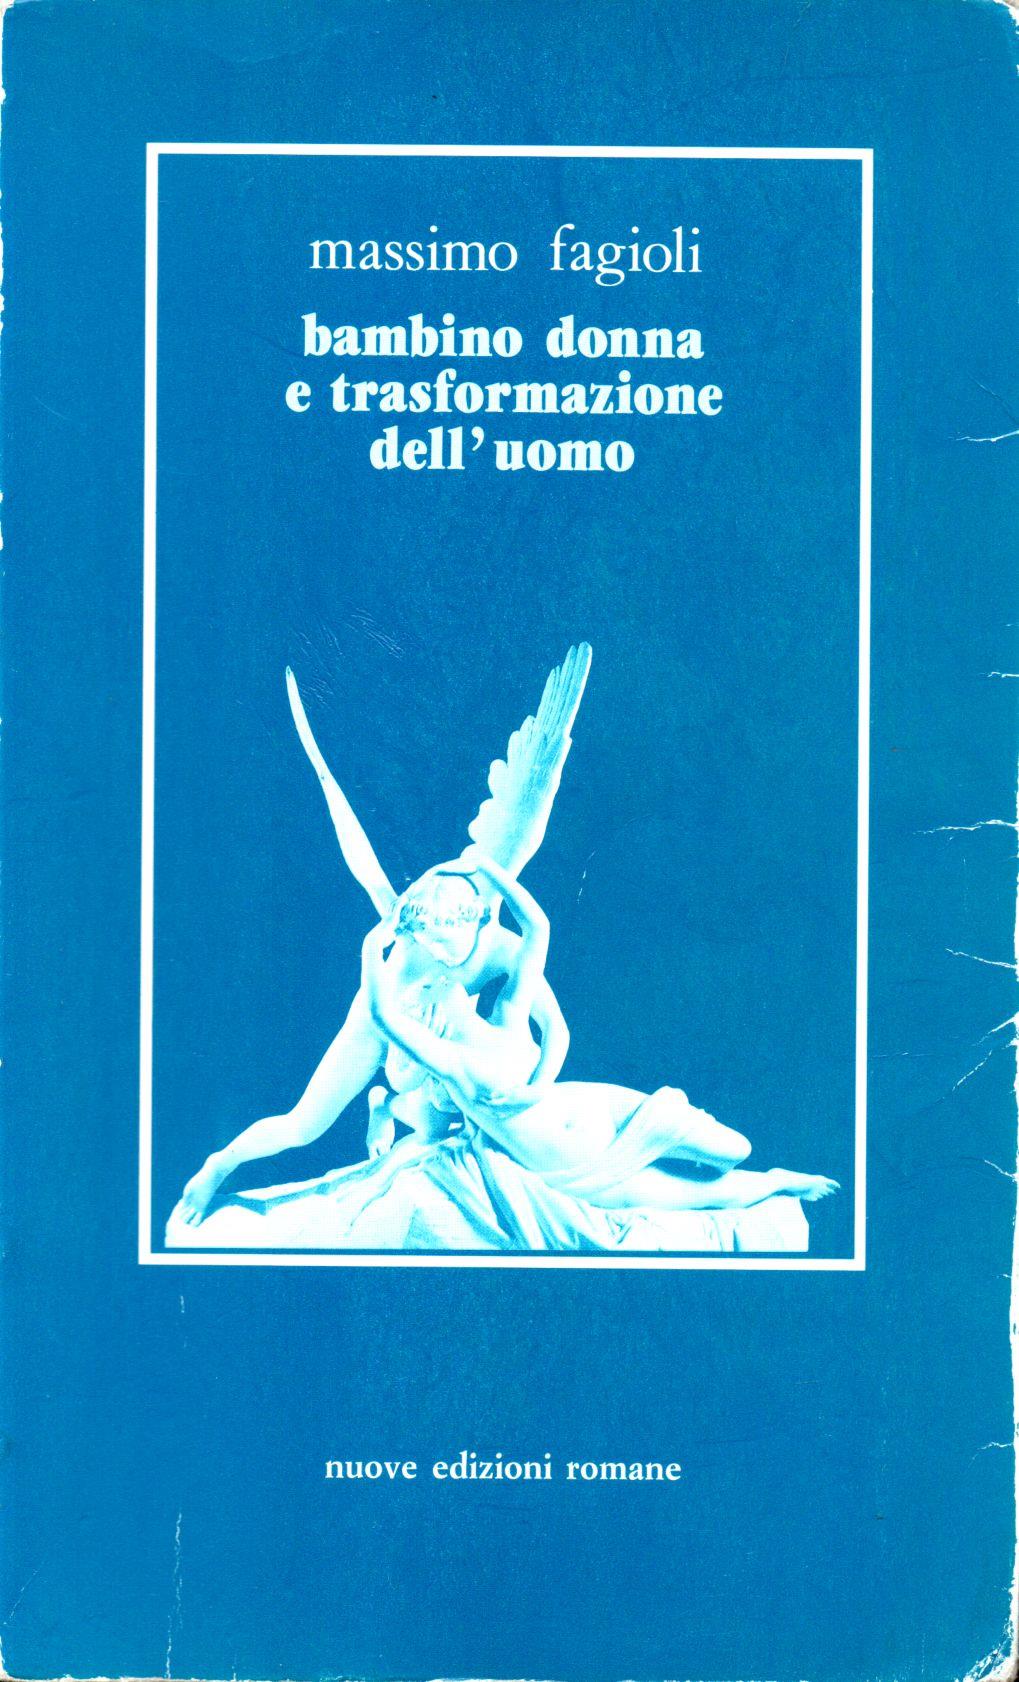 massimo fagioli
bambino donna
e trasformazione
dell'uomo
nuove edizioni romane